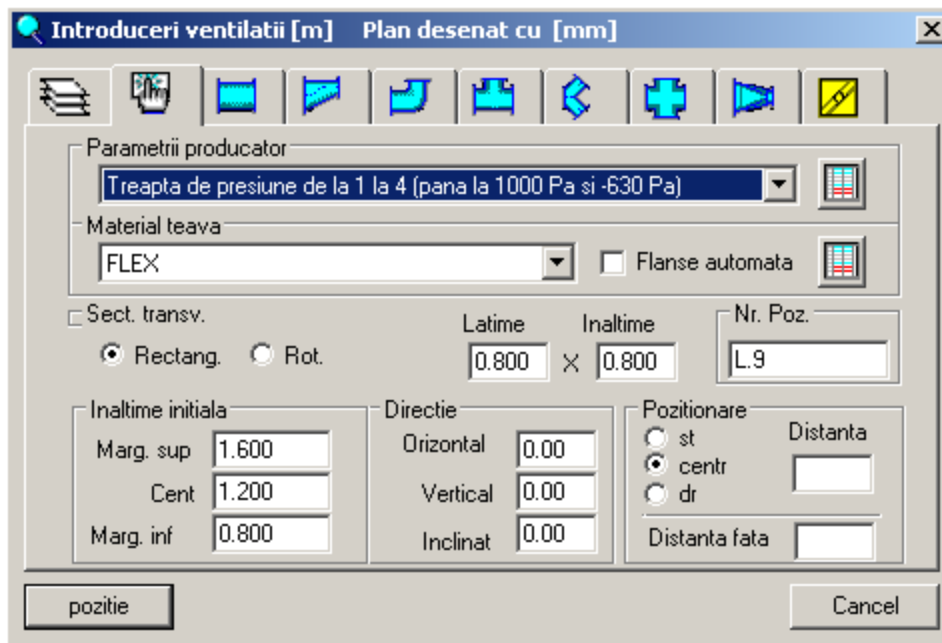 Introduceri ventilatii [m] Plan desenat cu [mm]
Parametrii producator
Treapta de presiune de la 1 la 4 (pana la 1000 Pa si -630 Pa)
Material teava
FLEX Flanse automata
Sect. transv. Latime Inaltime Nr. Poz.
Rectang. Rot. 0.800 X 0.800 L.9
Inaltime initiala Directie Pozitionare
Marg. sup 1.600 Orizontal 0.00 st Distanta
Cent 1.200 Vertical 0.00 centr
Marg. inf 0.800 Inclinat 0.00 dr
Distanta fata
pozitie Cancel